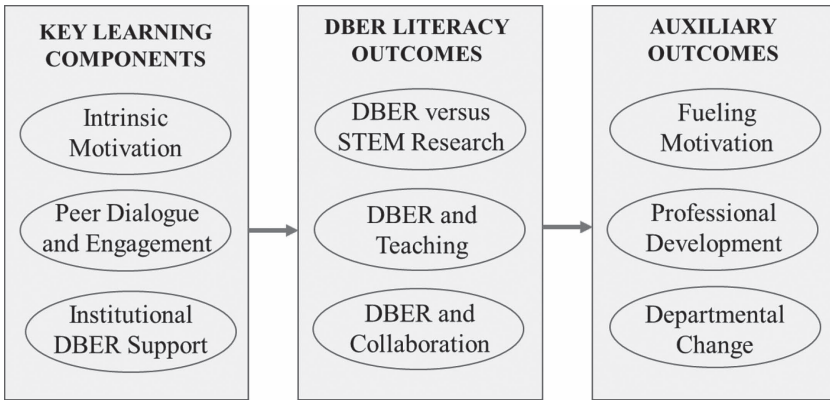 KEY LEARNING
COMPONENTS
Intrinsic
Motivation
Peer Dialogue
and Engagement
Institutional
DBER Support
DBER LITERACY
OUTCOMES
DBER versus
STEM Research
DBER and
Teaching
DBER and
Collaboration
AUXILIARY
OUTCOMES
Fueling
Motivation
Professional
Development
Departmental
Change